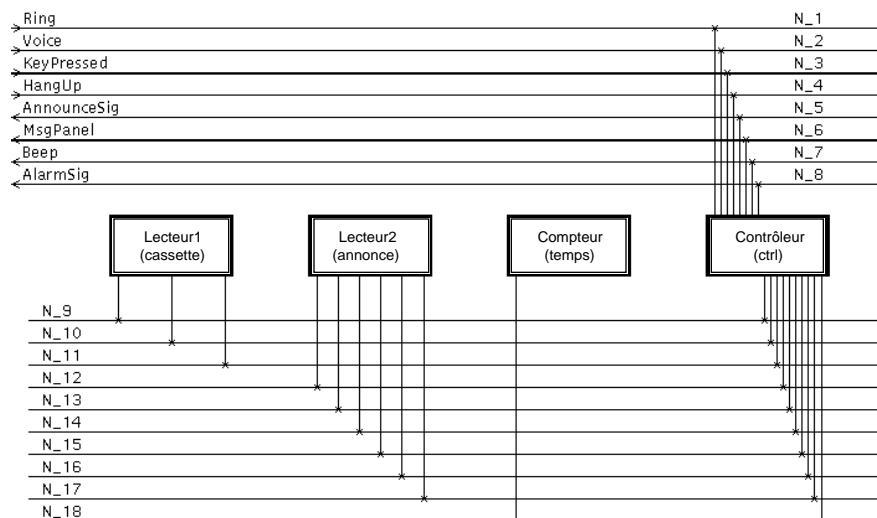 Ring N_1
Voice N_2
KeyPressed N_3
HangUp N_4
AnnounceSig N_5
MsgPanel N_6
Beep N_7
AlarmSig N_8
Lecteur1 Lecteur2 Compteur Contrôleur
(cassette) (annonce) (temps) (ctrl)
N_9
N_10
N_11
N_12
N_13
N_14
N_15
N_16
N_17
N_18